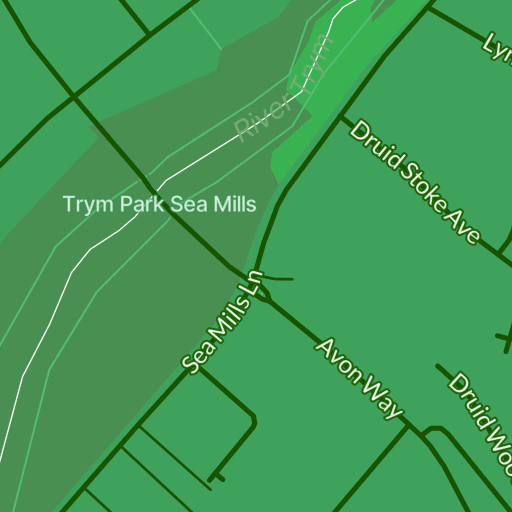 Lyn
River Trym
Druid Stoke Ave
Trym Park Sea Mills
Sea Mills Ln
Avon Way
Druid Woo